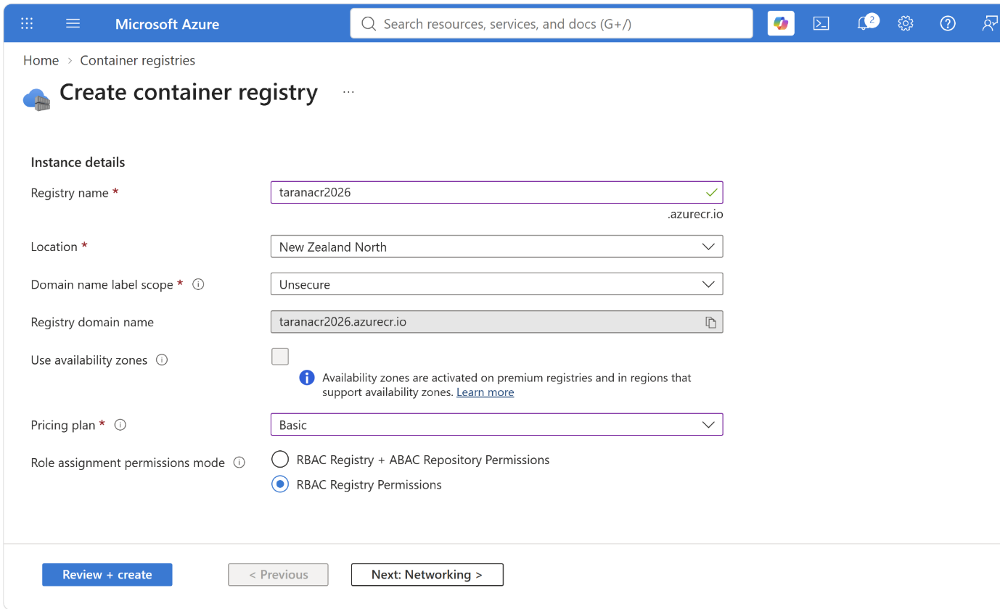 Microsoft Azure
Search resources, services, and docs (G+/)
2
Home > Container registries
Create container registry ...
Instance details
Registry name *
taranacr2026
.azurecr.io
Location *
New Zealand North
Domain name label scope *
Unsecure
Registry domain name
taranacr2026.azurecr.io
Use availability zones
Availability zones are activated on premium registries and in regions that
support availability zones. Learn more
Pricing plan *
Basic
Role assignment permissions mode
RBAC Registry + ABAC Repository Permissions
RBAC Registry Permissions
Review + create
< Previous
Next: Networking >